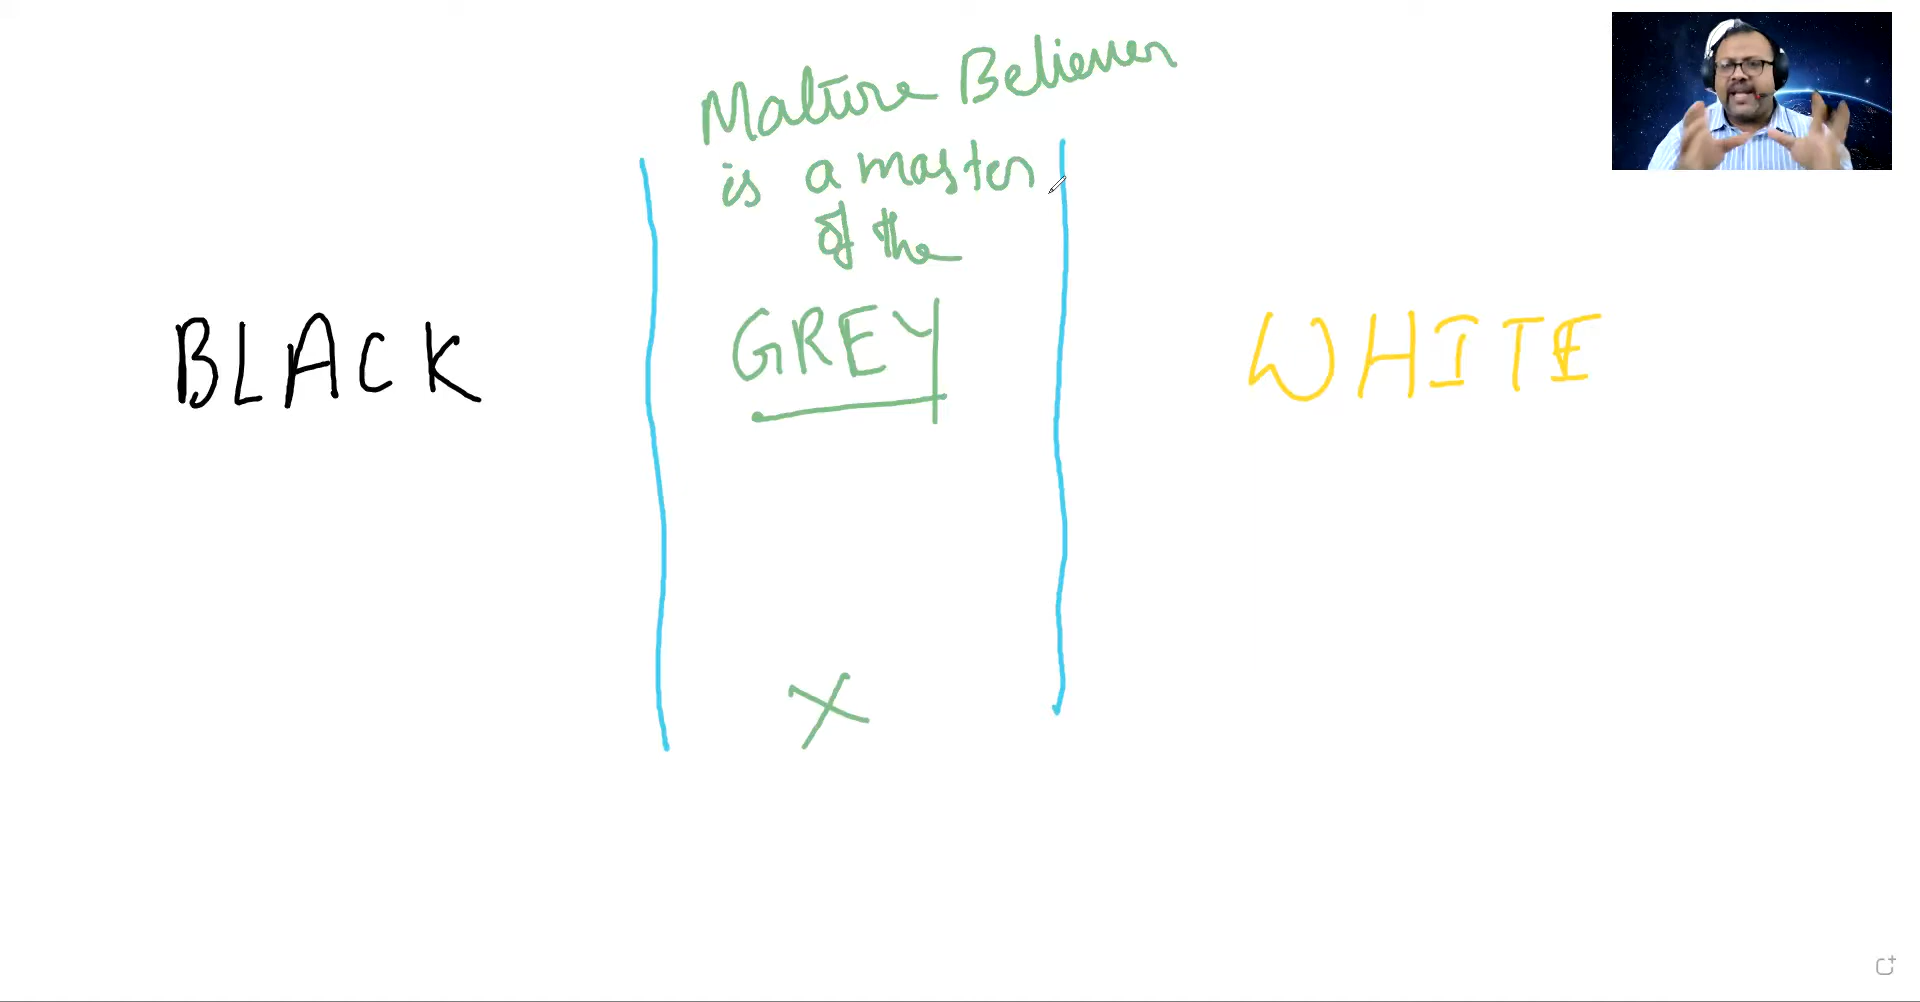 Mature Believer
is a master
of the
BLACK
GREY
WHITE
X